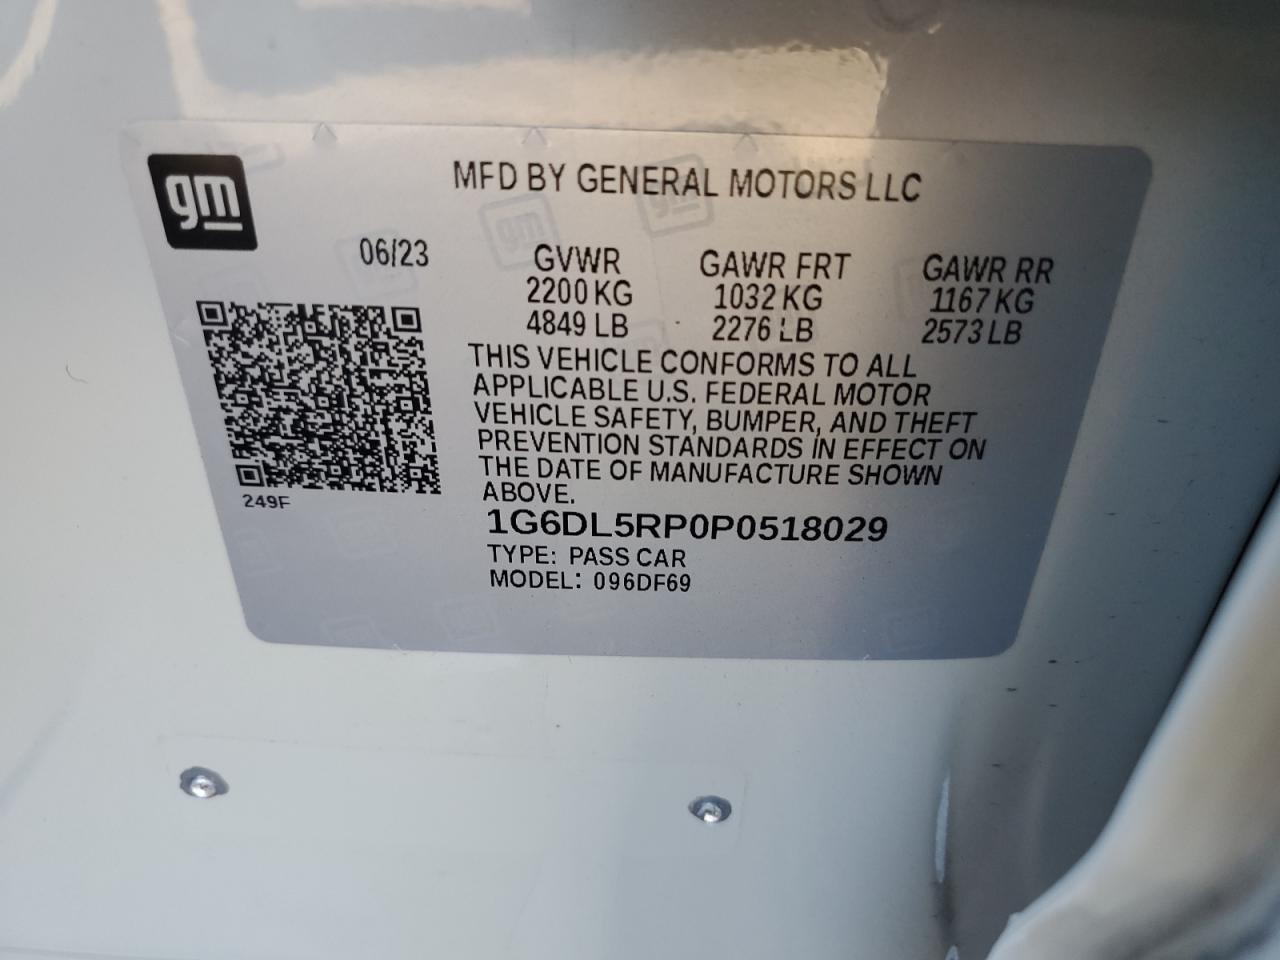 gm
MFD BY GENERAL MOTORS LLC
06/23 GVWR GAWR FRT GAWR RR
2200 KG 1032 KG 1167 KG
4849 LB 2276 LB 2573 LB
THIS VEHICLE CONFORMS TO ALL
APPLICABLE U.S. FEDERAL MOTOR
VEHICLE SAFETY, BUMPER, AND THEFT
PREVENTION STANDARDS IN EFFECT ON
THE DATE OF MANUFACTURE SHOWN
ABOVE.
249F
1G6DL5RP0P0518029
TYPE: PASS CAR
MODEL: 096DF69